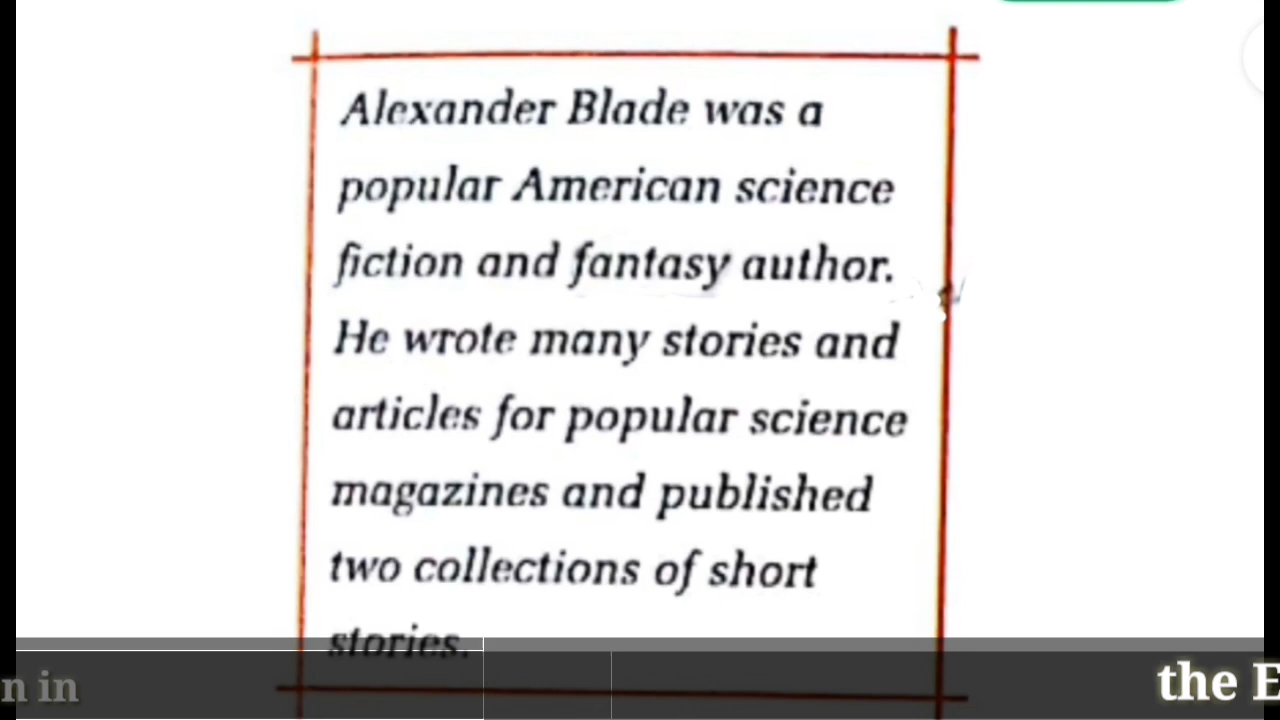 Alexander Blade was a
popular American science
fiction and fantasy author.
He wrote many stories and
articles for popular science
magazines and published
two collections of short
stories.
n in the E